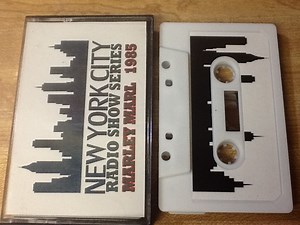 NEW YORK CITY
RADIO SHOW SERIES
MARLEY MARL 1985